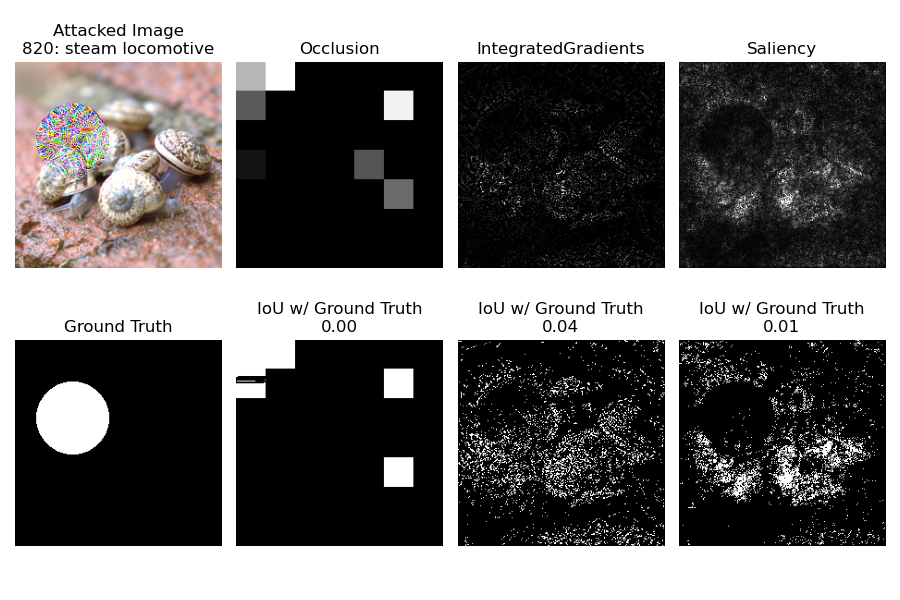 Attacked Image
820: steam locomotive
Occlusion
IntegratedGradients
Saliency
Ground Truth
IoU w/ Ground Truth
0.00
IoU w/ Ground Truth
0.04
IoU w/ Ground Truth
0.01